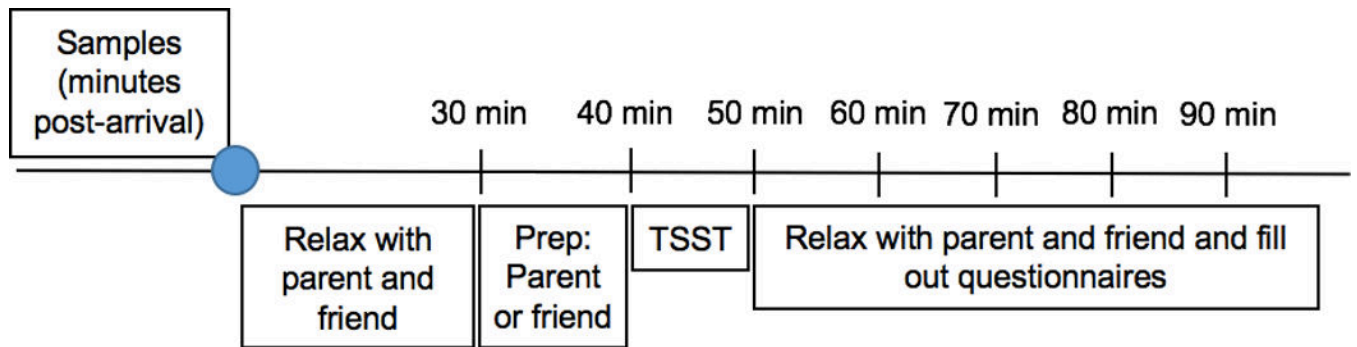 Samples
(minutes
post-arrival)
30 min 40 min 50 min 60 min 70 min 80 min 90 min
Relax with
parent and
friend
Prep:
Parent
or friend
TSST
Relax with parent and friend and fill
out questionnaires